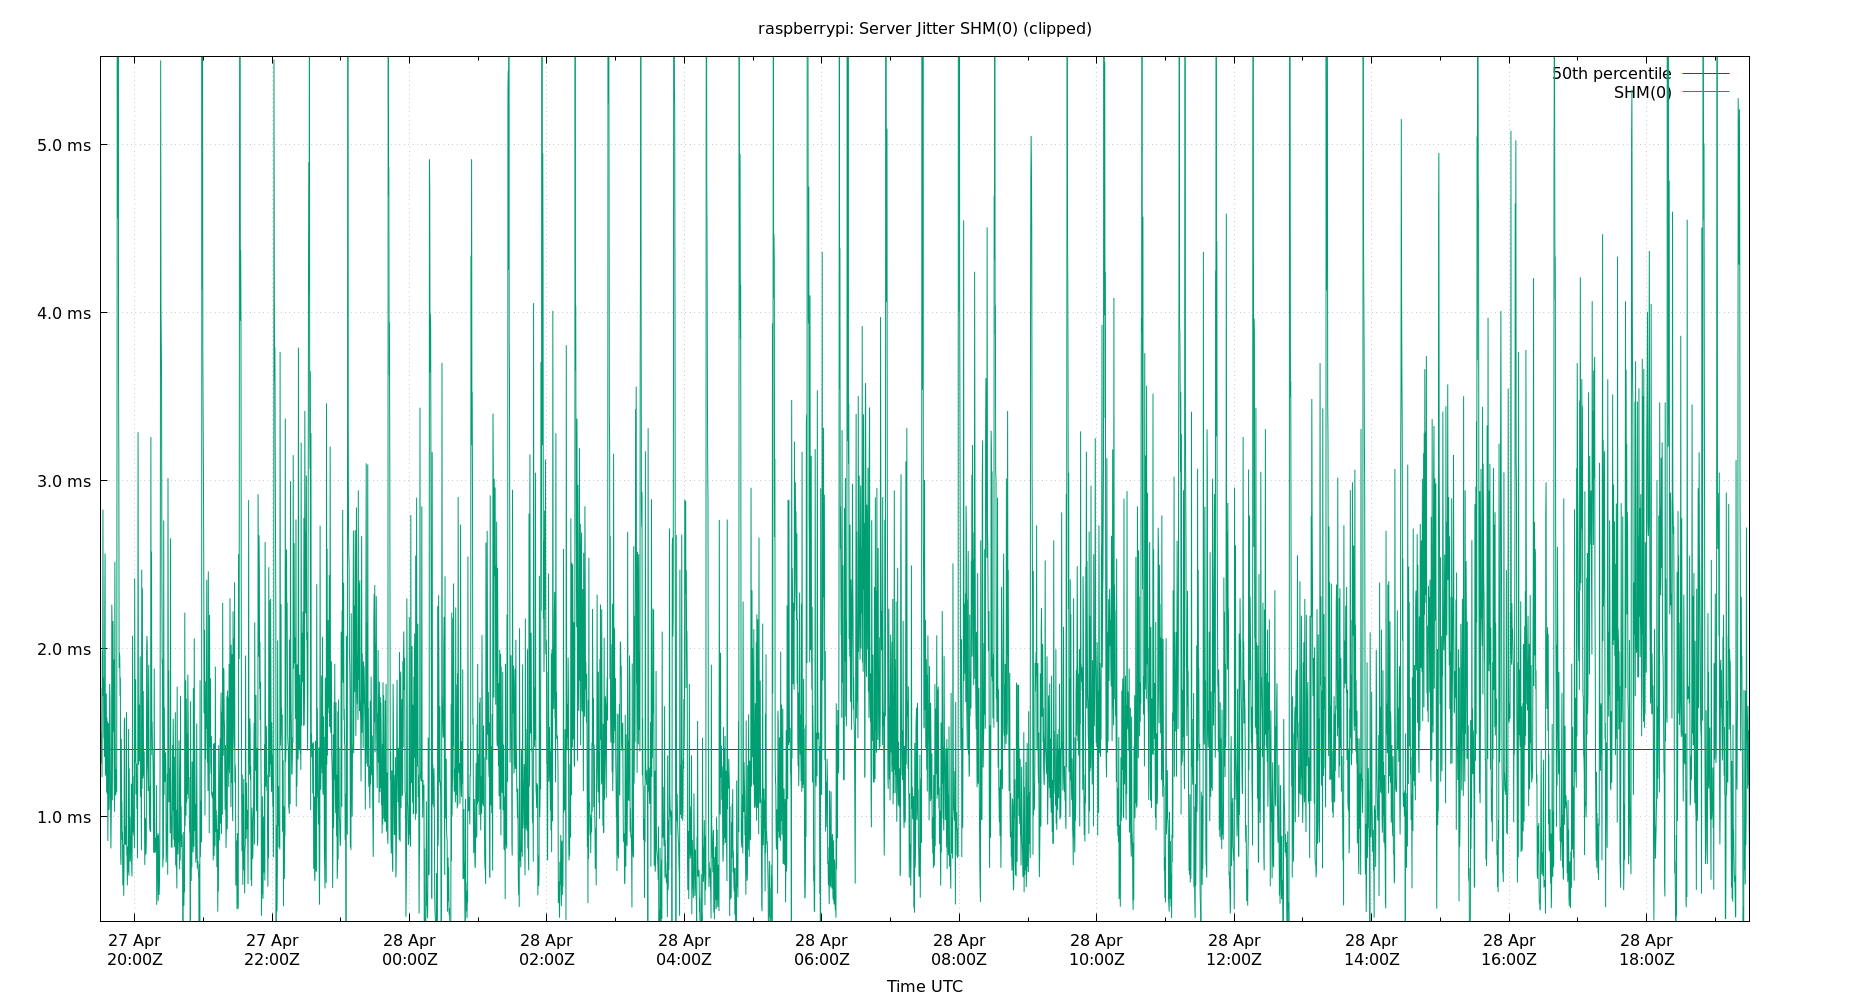 raspberrypi: Server Jitter SHM(0) (clipped)
50th percentile
SHM(0)
5.0 ms
4.0 ms
3.0 ms
2.0 ms
1.0 ms
27 Apr 27 Apr 28 Apr 28 Apr 28 Apr 28 Apr 28 Apr 28 Apr 28 Apr 28 Apr 28 Apr 28 Apr
20:00Z 22:00Z 00:00Z 02:00Z 04:00Z 06:00Z 08:00Z 10:00Z 12:00Z 14:00Z 16:00Z 18:00Z
Time UTC